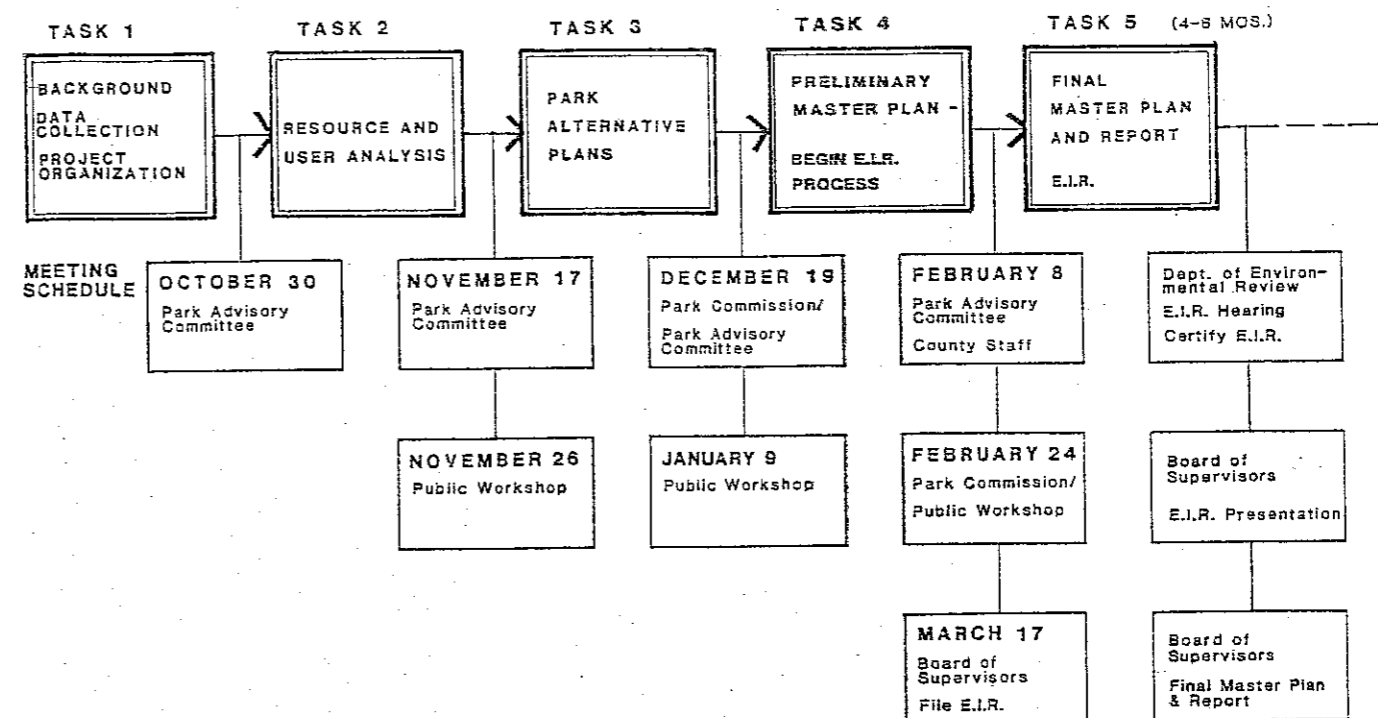 TASK 1
TASK 2
TASK 3
TASK 4
TASK 5 (4-6 MOS.)
BACKGROUND
DATA
COLLECTION
PROJECT
ORGANIZATION
RESOURCE AND
USER ANALYSIS
PARK
ALTERNATIVE
PLANS
PRELIMINARY
MASTER PLAN -
BEGIN E.I.R.
PROCESS
FINAL
MASTER PLAN
AND REPORT
E.I.R.
MEETING
SCHEDULE
OCTOBER 30
Park Advisory
Committee
NOVEMBER 17
Park Advisory
Committee
DECEMBER 19
Park Commission/
Park Advisory
Committee
FEBRUARY 8
Park Advisory
Committee
County Staff
Dept. of Environ-
mental Review
E.I.R. Hearing
Certify E.I.R.
NOVEMBER 26
Public Workshop
JANUARY 9
Public Workshop
FEBRUARY 24
Park Commission/
Public Workshop
Board of
Supervisors
E.I.R. Presentation
MARCH 17
Board of
Supervisors
File E.I.R.
Board of
Supervisors
Final Master Plan
& Report